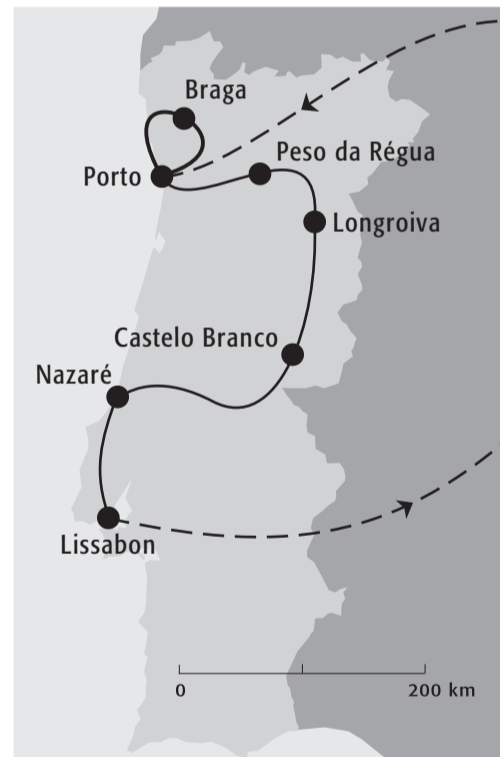 Braga
Peso da Régua
Porto
Longroiva
Castelo Branco
Nazaré
Lissabon
0 200 km